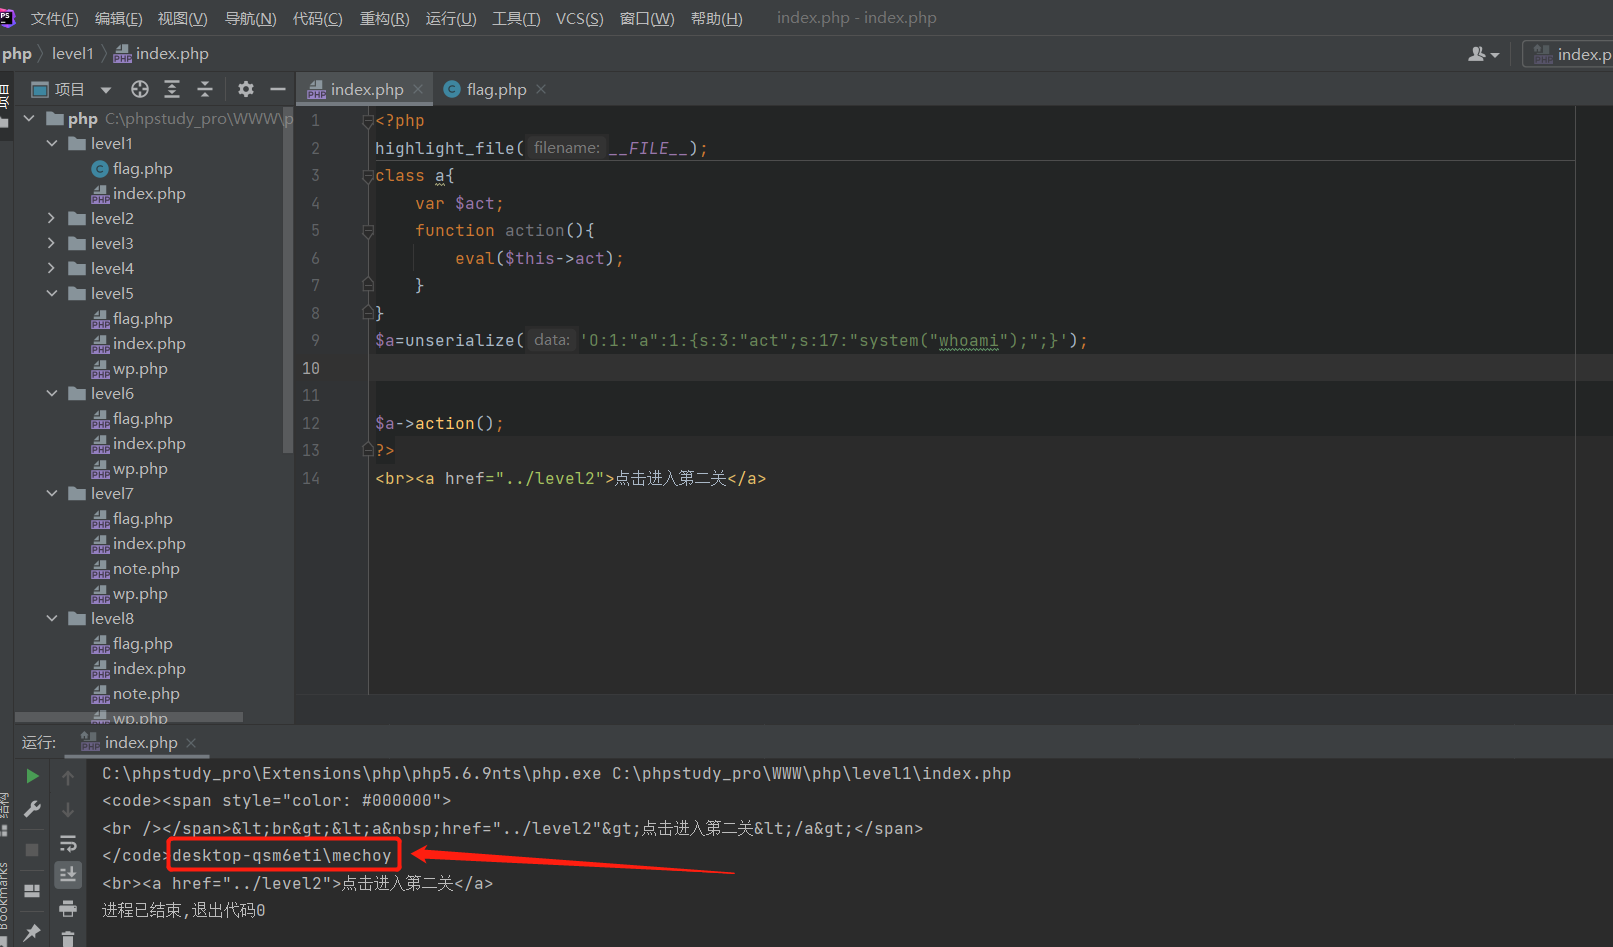 PS 文件(F) 编辑(E) 视图(V) 导航(N) 代码(C) 重构(R) 运行(U) 工具(T) VCS(S) 窗口(W) 帮助(H) index.php - index.php
php level1 index.php index.p
项目 index.php flag.php
项目
php C:\phpstudy_pro\WWW\p
level1
flag.php
index.php
level2
level3
level4
level5
flag.php
index.php
wp.php
level6
flag.php
index.php
wp.php
level7
flag.php
index.php
note.php
wp.php
level8
flag.php
index.php
note.php
wp.php
1 <?php
2 highlight_file( filename: __FILE__);
3 class a{
4 var $act;
5 function action(){
6 eval($this->act);
7 }
8 }
9 $a=unserialize( data: 'O:1:"a":1:{s:3:"act";s:17:"system("whoami");";}');
10
11
12 $a->action();
13 ?>
14 <br><a href="../level2">点击进入第二关</a>
运行: index.php
C:\phpstudy_pro\Extensions\php\php5.6.9nts\php.exe C:\phpstudy_pro\WWW\php\level1\index.php
<code><span style="color: #000000">
<br /></span>&lt;br&gt;&lt;a&nbsp;href="../level2"&gt;点击进入第二关&lt;/a&gt;</span>
</code>desktop-qsm6eti\mechoy
<br><a href="../level2">点击进入第二关</a>
进程已结束,退出代码0
结构
Bookmarks